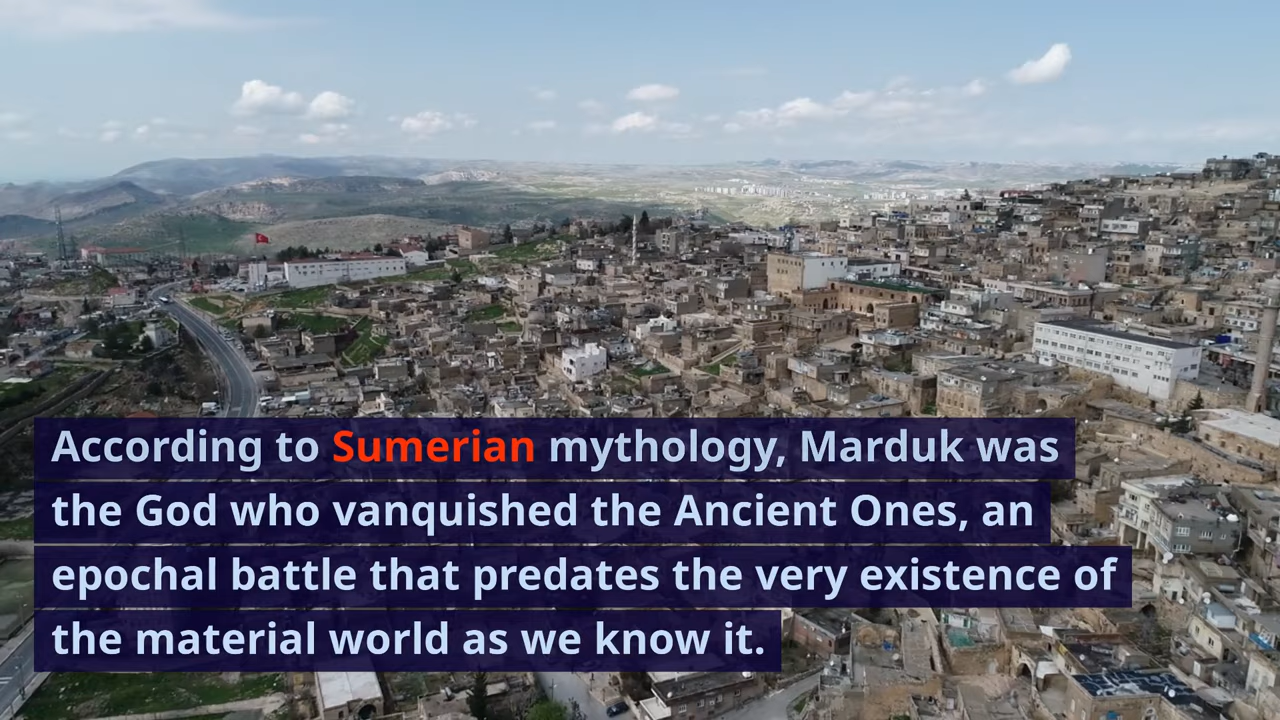 According to Sumerian mythology, Marduk was
the God who vanquished the Ancient Ones, an
epochal battle that predates the very existence of
the material world as we know it.